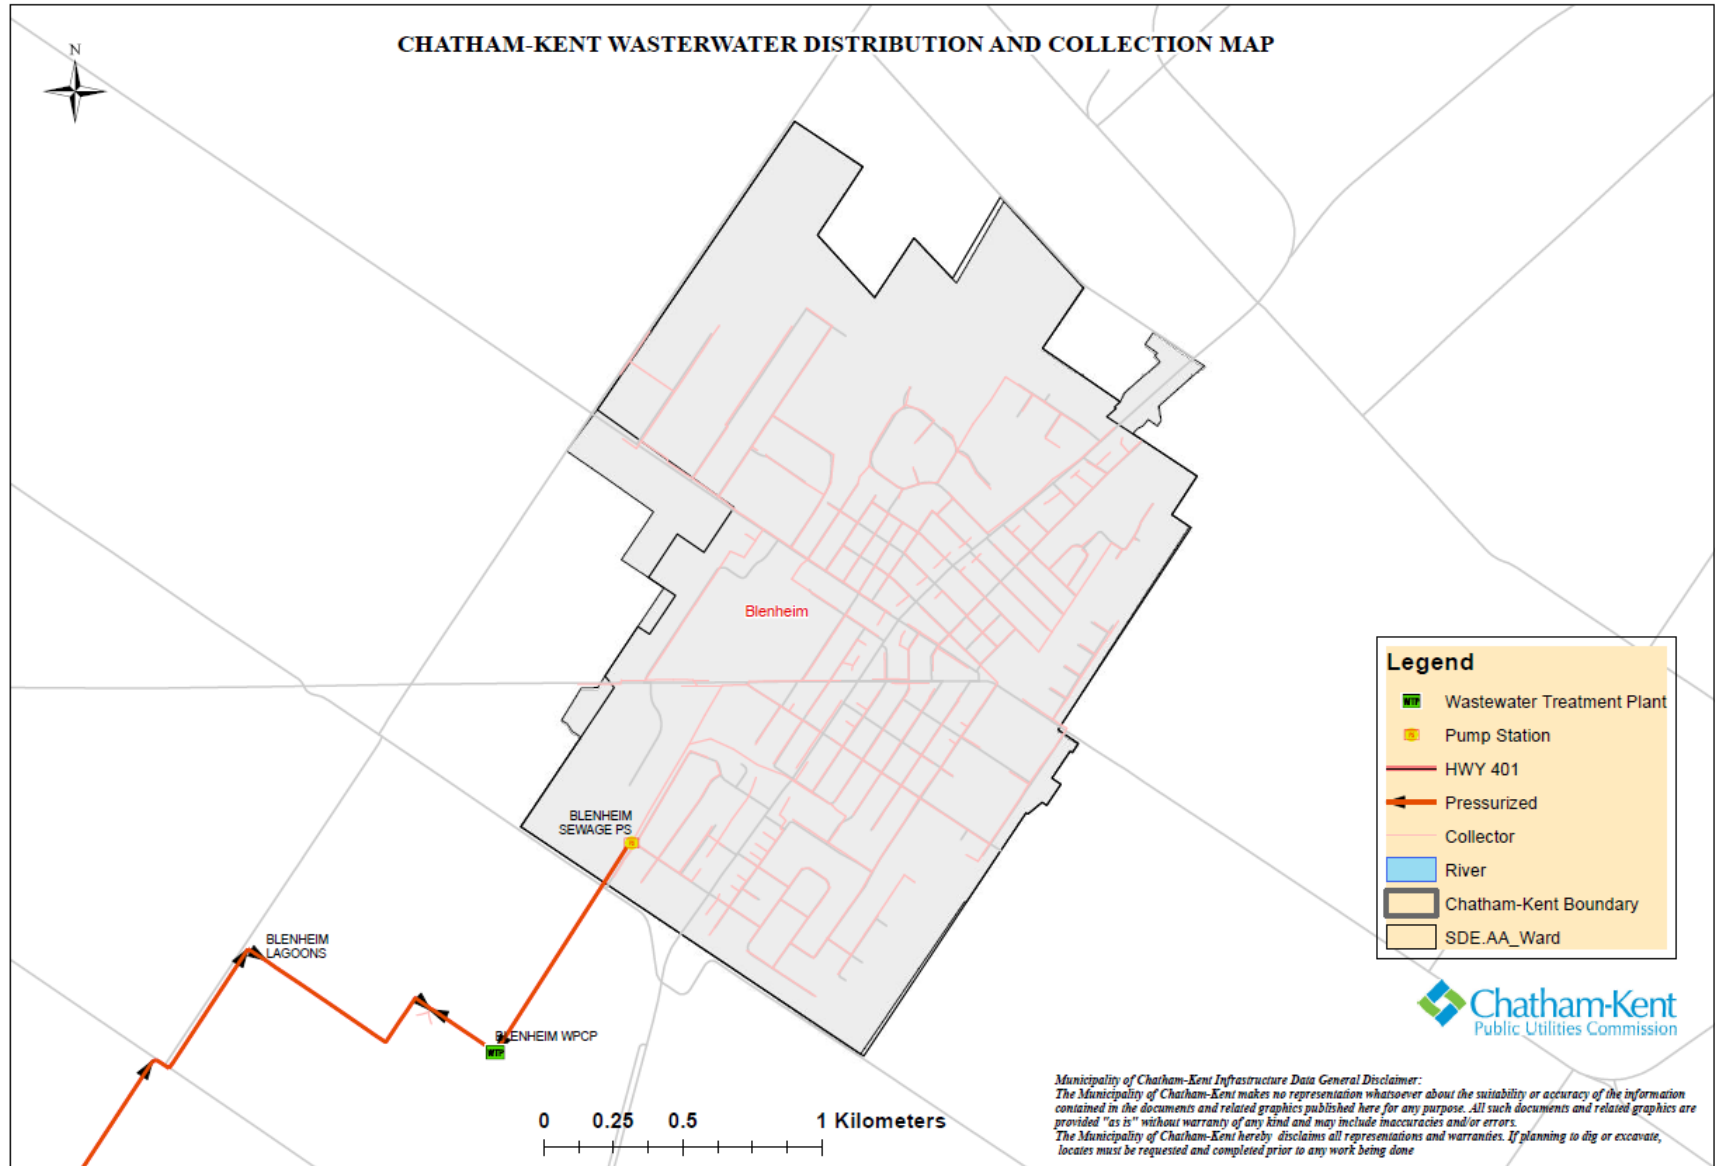 CHATHAM-KENT WASTERWATER DISTRIBUTION AND COLLECTION MAP
N
Blenheim
BLENHEIM
SEWAGE PS
BLENHEIM
LAGOONS
BLENHEIM WPCP
WTP
Legend
WTP Wastewater Treatment Plant
PS Pump Station
HWY 401
Pressurized
Collector
River
Chatham-Kent Boundary
SDE.AA_Ward
Chatham-Kent
Public Utilities Commission
0 0.25 0.5 1 Kilometers
Municipality of Chatham-Kent Infrastructure Data General Disclaimer:
The Municipality of Chatham-Kent makes no representation whatsoever about the suitability or accuracy of the information
contained in the documents and related graphics published here for any purpose. All such documents and related graphics are
provided "as is" without warranty of any kind and may include inaccuracies and/or errors.
The Municipality of Chatham-Kent hereby disclaims all representations and warranties. If planning to dig or excavate,
locates must be requested and completed prior to any work being done